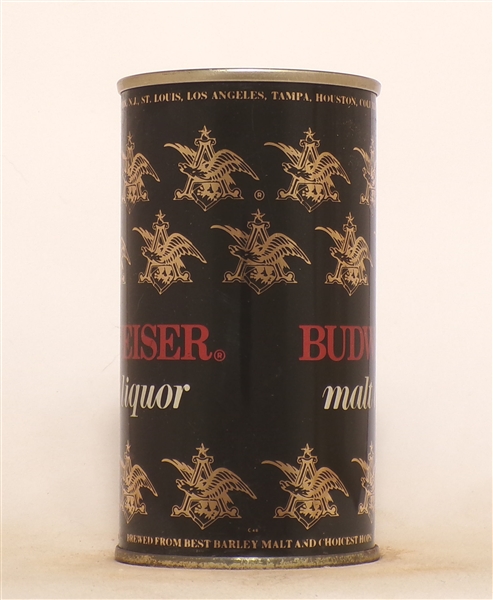 N.J., ST. LOUIS, LOS ANGELES, TAMPA, HOUSTON, COL
EISER® BUDW
liquor malt
BREWED FROM BEST BARLEY MALT AND CHOICEST HOPS,